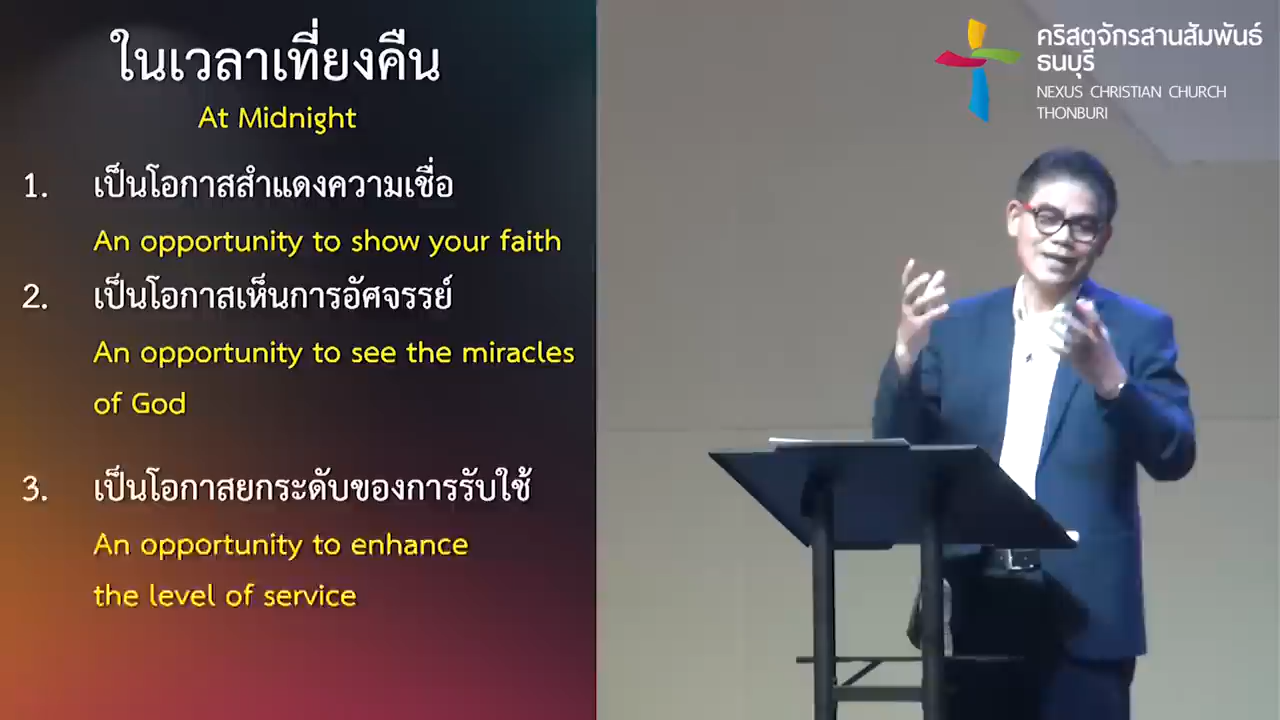 ในเวลาเที่ยงคืน
At Midnight
1. เป็นโอกาสสำแดงความเชื่อ
An opportunity to show your faith
2. เป็นโอกาสเห็นการอัศจรรย์
An opportunity to see the miracles
of God
3. เป็นโอกาสยกระดับของการรับใช้
An opportunity to enhance
the level of service
คริสตจักรสานสัมพันธ์
ธนบุรี
NEXUS CHRISTIAN CHURCH
THONBURI